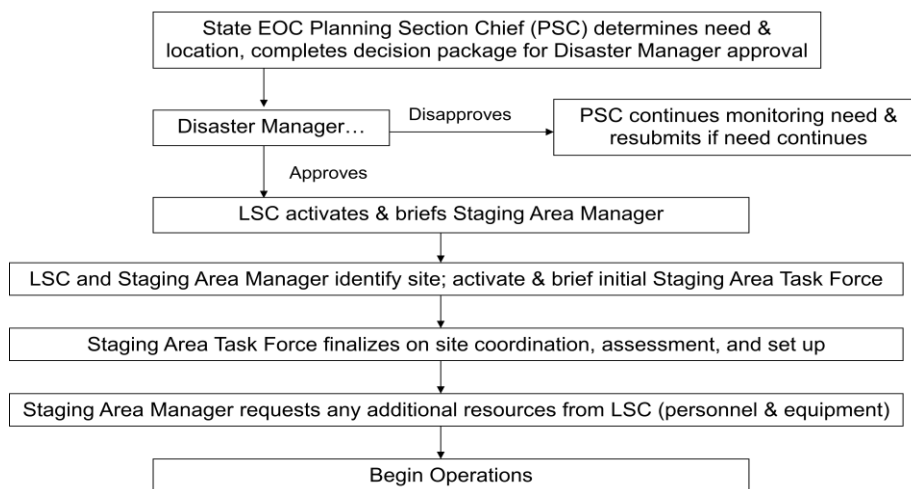 State EOC Planning Section Chief (PSC) determines need &
location, completes decision package for Disaster Manager approval
Disaster Manager…
Disapproves
PSC continues monitoring need &
resubmits if need continues
Approves
LSC activates & briefs Staging Area Manager
LSC and Staging Area Manager identify site; activate & brief initial Staging Area Task Force
Staging Area Task Force finalizes on site coordination, assessment, and set up
Staging Area Manager requests any additional resources from LSC (personnel & equipment)
Begin Operations